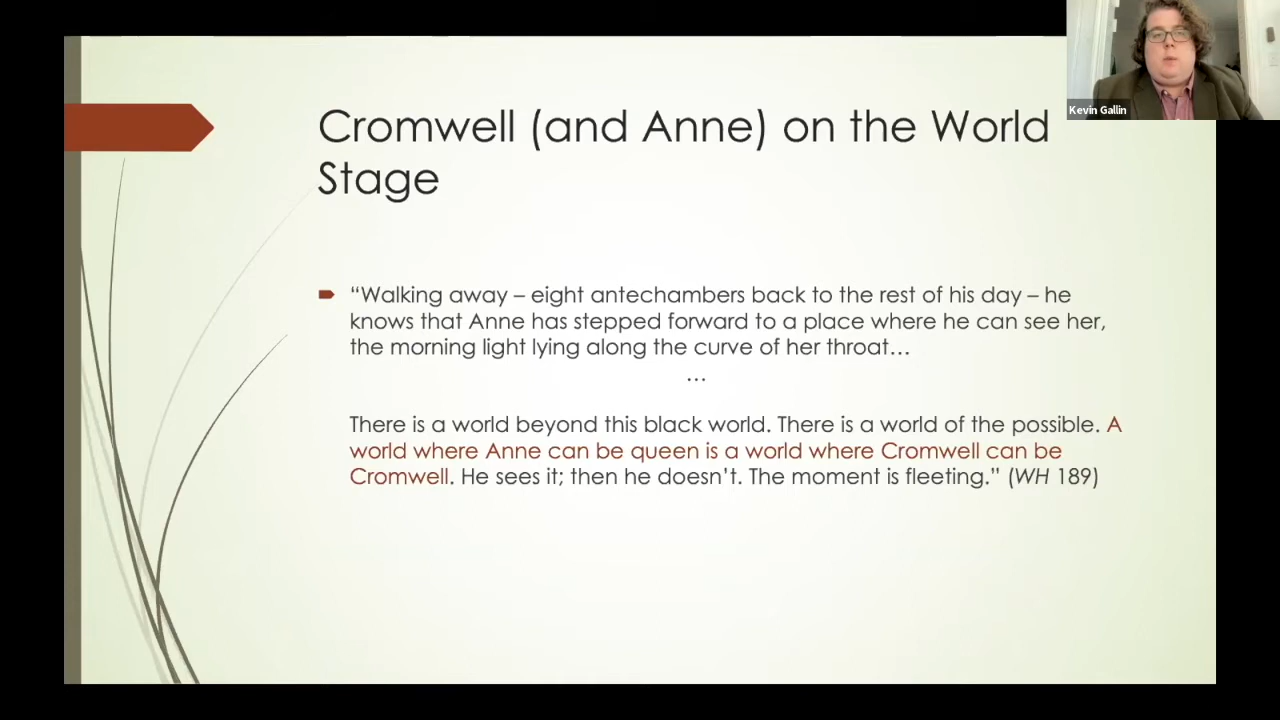 Kevin Gallin
Cromwell (and Anne) on the World
Stage
“Walking away – eight antechambers back to the rest of his day – he
knows that Anne has stepped forward to a place where he can see her,
the morning light lying along the curve of her throat…
…
There is a world beyond this black world. There is a world of the possible. A
world where Anne can be queen is a world where Cromwell can be
Cromwell. He sees it; then he doesn’t. The moment is fleeting.” (WH 189)